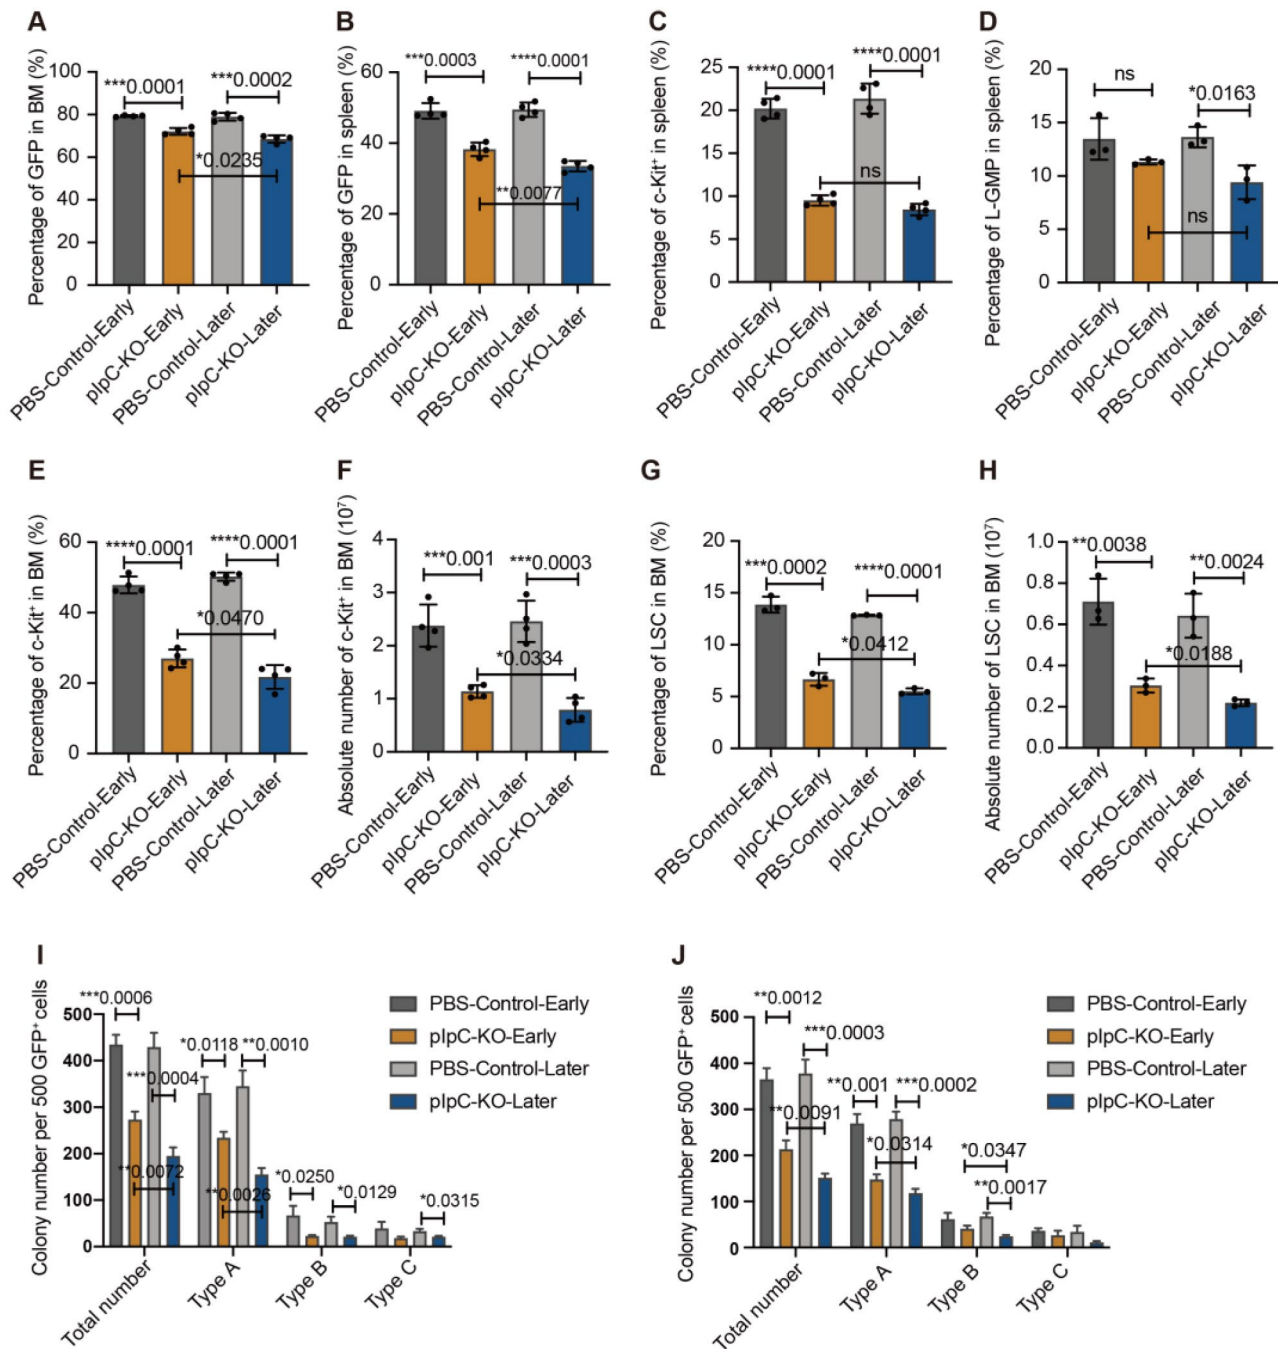 A
Percentage of GFP in BM (%)
100
80
60
40
20
0
***0.0001
***0.0002
*0.0235
PBS-Control-Early
pIpC-KO-Early
PBS-Control-Later
pIpC-KO-Later
B
Percentage of GFP in spleen (%)
60
40
20
0
***0.0003
****0.0001
**0.0077
PBS-Control-Early
pIpC-KO-Early
PBS-Control-Later
pIpC-KO-Later
C
Percentage of c-Kit⁺ in spleen (%)
25
20
15
10
5
0
****0.0001
****0.0001
ns
PBS-Control-Early
pIpC-KO-Early
PBS-Control-Later
pIpC-KO-Later
D
Percentage of L-GMP in spleen (%)
20
15
10
5
0
ns
*0.0163
ns
PBS-Control-Early
pIpC-KO-Early
PBS-Control-Later
pIpC-KO-Later
E
Percentage of c-Kit⁺ in BM (%)
60
40
20
0
****0.0001
****0.0001
*0.0470
PBS-Control-Early
pIpC-KO-Early
PBS-Control-Later
pIpC-KO-Later
F
Absolute number of c-Kit⁺ in BM (10⁷)
4
3
2
1
0
***0.001
***0.0003
*0.0334
PBS-Control-Early
pIpC-KO-Early
PBS-Control-Later
pIpC-KO-Later
G
Percentage of LSC in BM (%)
20
15
10
5
0
***0.0002
****0.0001
*0.0412
PBS-Control-Early
pIpC-KO-Early
PBS-Control-Later
pIpC-KO-Later
H
Absolute number of LSC in BM (10⁷)
1.0
0.8
0.6
0.4
0.2
0.0
**0.0038
**0.0024
*0.0188
PBS-Control-Early
pIpC-KO-Early
PBS-Control-Later
pIpC-KO-Later
I
Colony number per 500 GFP⁺ cells
500
400
300
200
100
0
***0.0006
***0.0004
**0.0072
*0.0118
**0.0010
**0.0026
*0.0250
*0.0129
*0.0315
Total number
Type A
Type B
Type C
PBS-Control-Early
pIpC-KO-Early
PBS-Control-Later
pIpC-KO-Later
J
Colony number per 500 GFP⁺ cells
500
400
300
200
100
0
**0.0012
***0.0003
**0.0091
**0.001
***0.0002
*0.0314
*0.0347
**0.0017
Total number
Type A
Type B
Type C
PBS-Control-Early
pIpC-KO-Early
PBS-Control-Later
pIpC-KO-Later